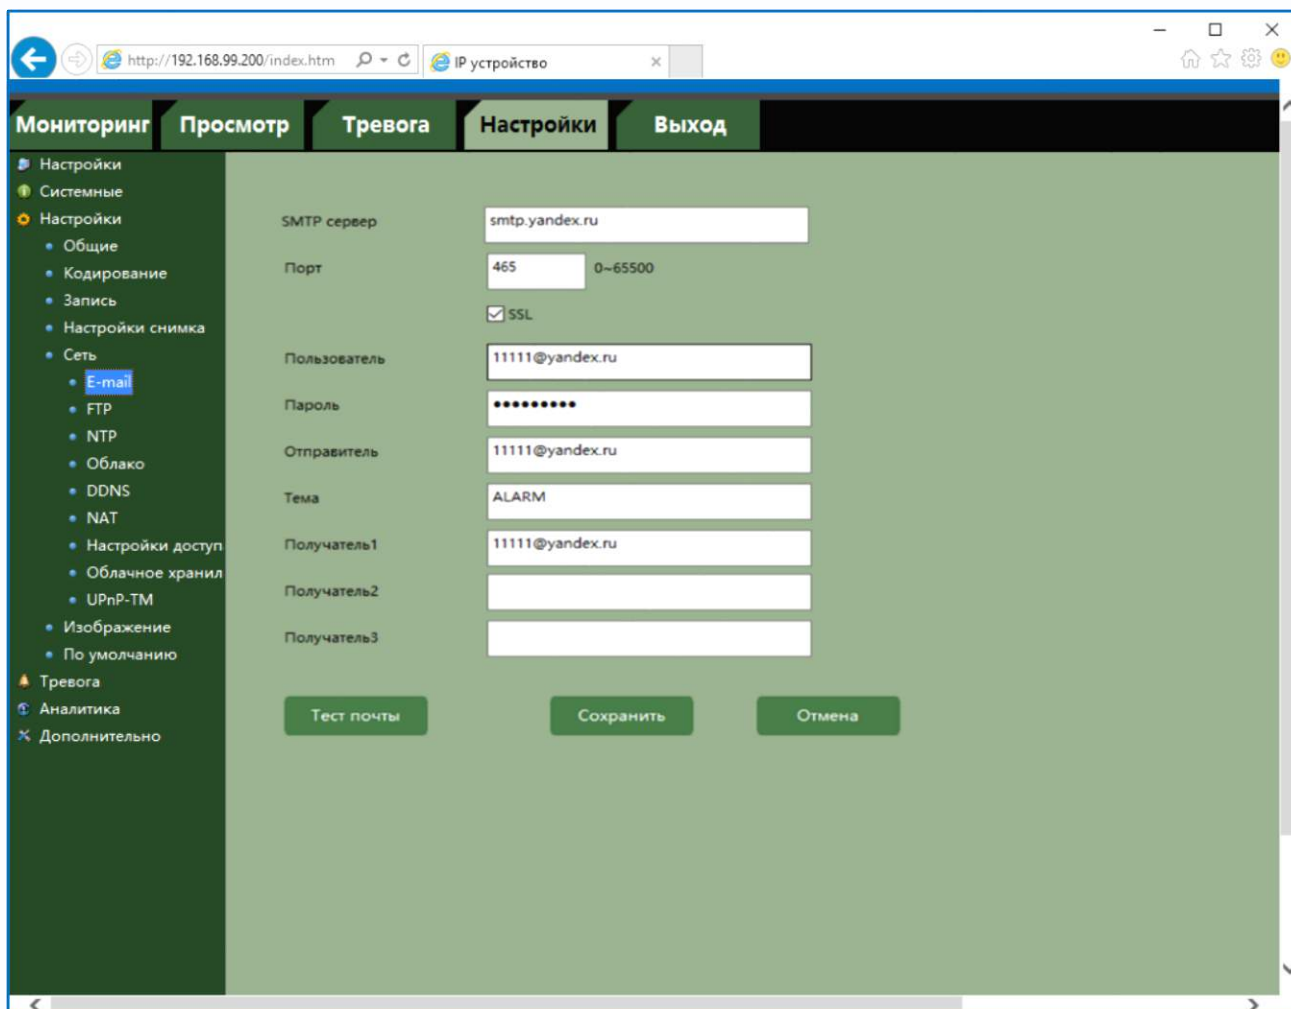 http://192.168.99.200/index.htm
IP устройство
Мониторинг Просмотр Тревога Настройки Выход
Настройки
Системные
Настройки
Общие
Кодирование
Запись
Настройки снимка
Сеть
E-mail
FTP
NTP
Облако
DDNS
NAT
Настройки доступ
Облачное хранил
UPnP-TM
Изображение
По умолчанию
Тревога
Аналитика
Дополнительно
SMTP сервер smtp.yandex.ru
Порт 465 0~65500
SSL
Пользователь 11111@yandex.ru
Пароль •••••••••
Отправитель 11111@yandex.ru
Тема ALARM
Получатель1 11111@yandex.ru
Получатель2
Получатель3
Тест почты Сохранить Отмена